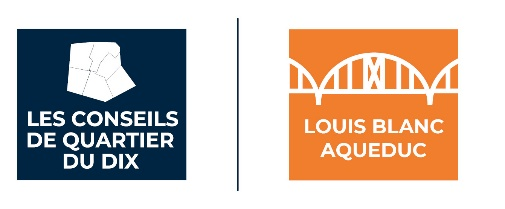 LES CONSEILS
DE QUARTIER
DU DIX
LOUIS BLANC
AQUEDUC